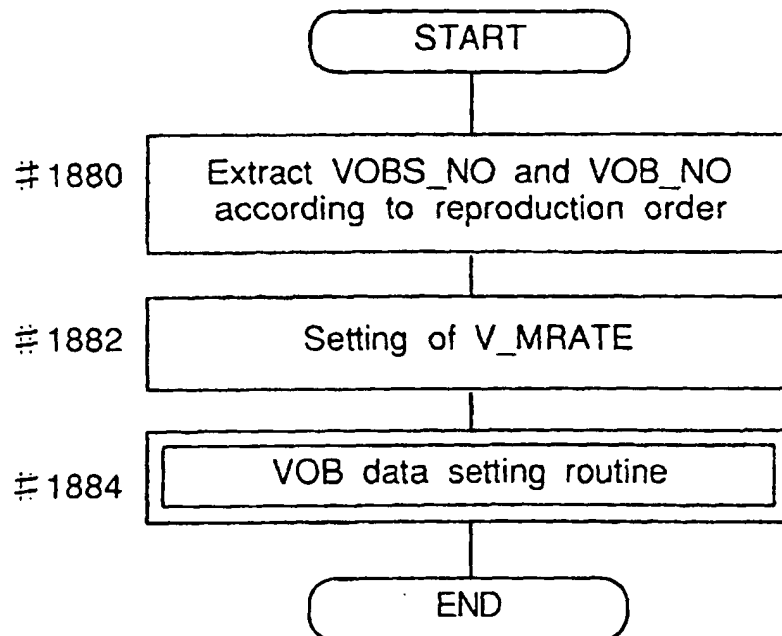 START
#1880
Extract VOBS_NO and VOB_NO
according to reproduction order
#1882
Setting of V_MRATE
#1884
VOB data setting routine
END